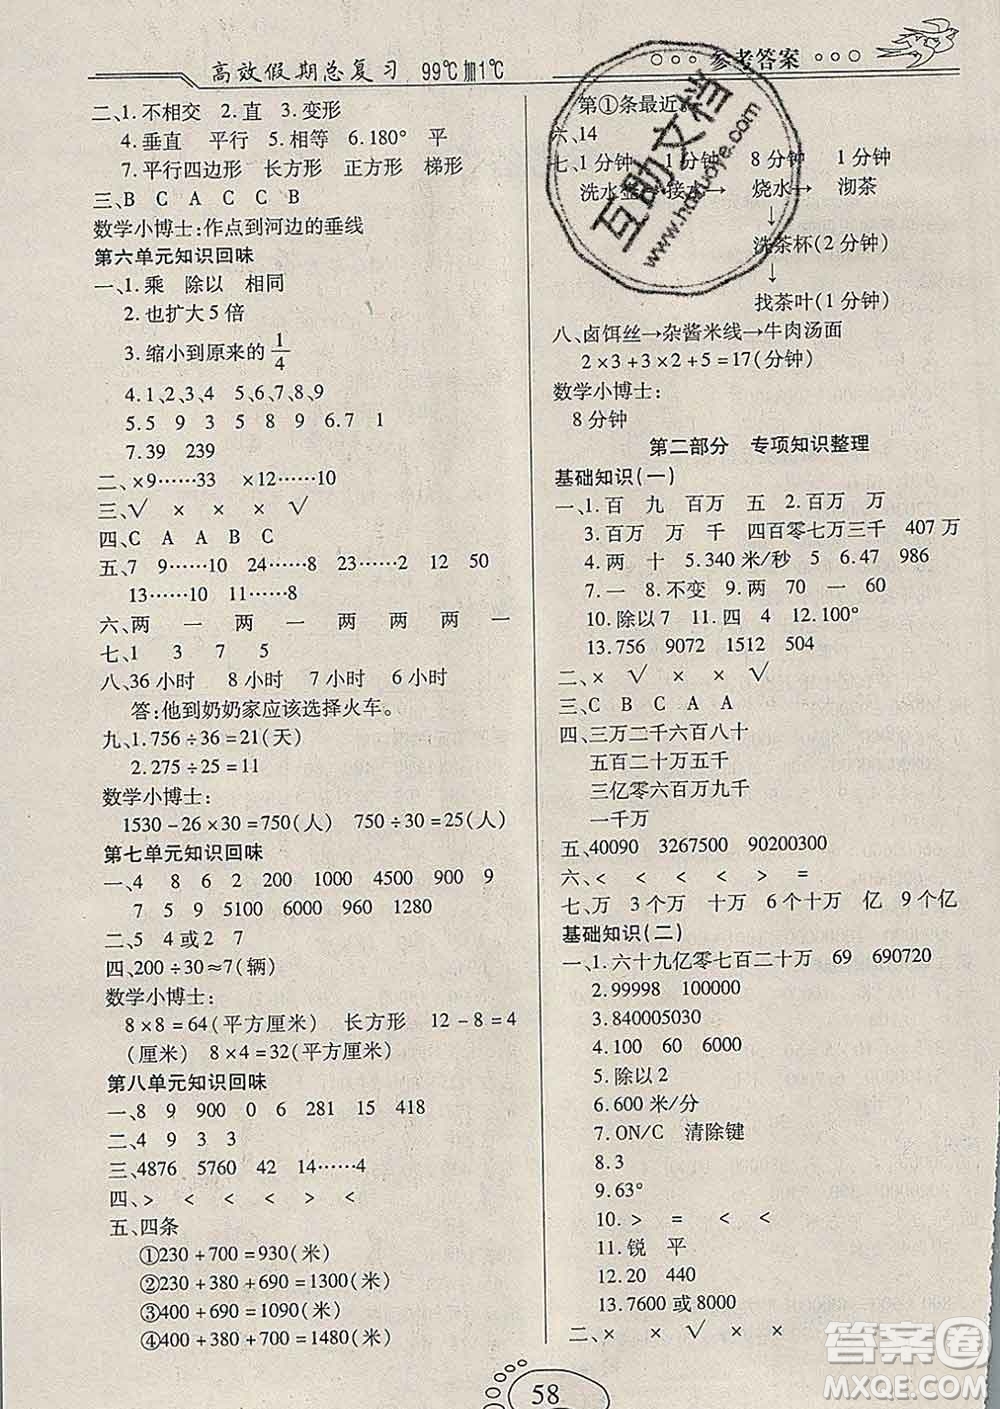 高效假期总复习 99℃加1℃
参考答案
二、1.不相交 2.直 3.变形
4.垂直 平行 5.相等 6.180° 平
7.平行四边形 长方形 正方形 梯形
三、B C A C C B
数学小博士:作点到河边的垂线
第六单元知识回味
一、1.乘 除以 相同
2.也扩大5倍
3.缩小到原来的1/4
4.1、2、3、4 5、6、7、8、9
5.5 9 3 5 8 9 6.7 1
7.39 239
二、×9……33 ×12……10
三、√ × × × ×
四、C A A B C
五、7 9……10 24……8 23……2 12 50
13……10 11……8
六、两 一 两 一 两 两 两 一
七、1 3 7 5
八、36小时 8小时 7小时 6小时
答:他到奶奶家应该选择火车。
九、1.756÷36=21(天)
2.275÷25=11
数学小博士:
1530-26×30=750(人) 750÷30=25(人)
第七单元知识回味
一、4 8 6 2 200 1000 4500 900 9
7 5 9 5100 6000 960 1280
二、5 4或2 7
四、200÷30≈7(辆)
数学小博士:
8×8=64(平方厘米) 长方形 12-8=4
(厘米) 8×4=32(平方厘米)
第八单元知识回味
一、8 9 900 0 6 281 15 418
二、4 9 3 3
三、4876 5760 42 14……4
四、> < < < < > <
五、四条
①230+700=930(米)
②230+380+690=1300(米)
③400+690=1090(米)
④400+380+700=1480(米)
第①条最近。
六、14
七、1分钟 1分钟 8分钟 1分钟
洗水壶→接水→烧水→沏茶
↓
洗茶杯(2分钟)
↓
找茶叶(1分钟)
八、卤饵丝→杂酱米线→牛肉汤面
2×3+3×2+5=17(分钟)
数学小博士:
8分钟
第二部分 专项知识整理
基础知识(一)
一、1.百 九 百万 五 2.百万 万
3.百万 万 千 四百零七万三千 407万
4.两 十 5.340米/秒 5 6.47 986
7.一 8.不变 9.两 70 一 60
10.除以7 11.四 4 12.100°
13.756 9072 1512 504
二、× √ × × √
三、C B C A A
四、三万二千六百八十
五百二十万五千
三亿零六百万九千
一千万
五、40090 3267500 90200300
六、< < < < > =
七、万 3个万 十万 6个十万 亿 9个亿
基础知识(二)
一、1.六十九亿零七百二十万 69 690720
2.99998 100000
3.840005030
4.100 60 6000
5.除以2
6.600米/分
7.ON/C 清除键
8.3
9.63°
10.> = < <
11.锐 平
12.20 440
13.7600或8000
二、× × √ × ×
58
互助文档
www.hzuoye.com
答案圈
MXQE.COM